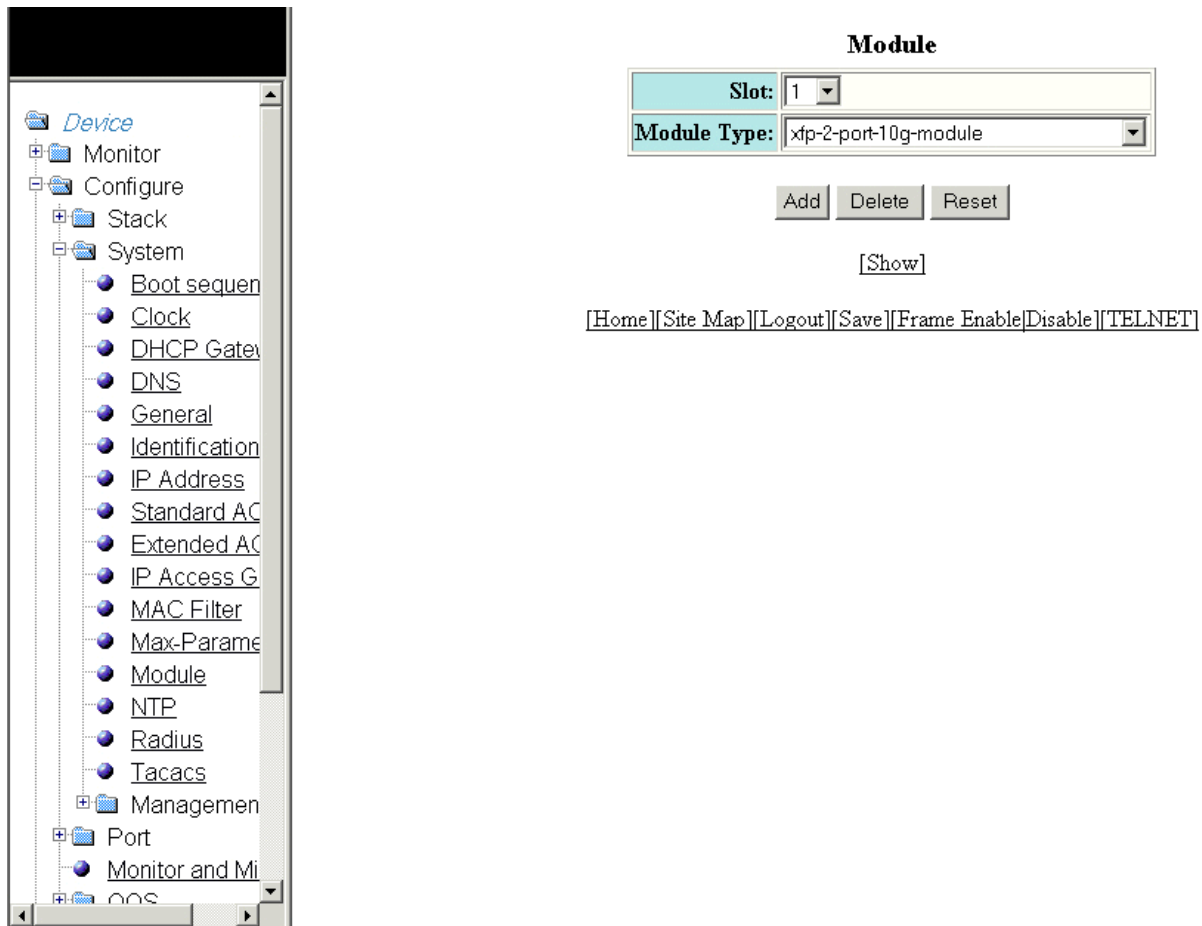 Device
Monitor
Configure
Stack
System
Boot sequen
Clock
DHCP Gatew
DNS
General
Identification
IP Address
Standard AC
Extended AC
IP Access G
MAC Filter
Max-Parame
Module
NTP
Radius
Tacacs
Managemen
Port
Monitor and Mi
QOS
Module
Slot: 1
Module Type: xfp-2-port-10g-module
Add Delete Reset
[Show]
[Home][Site Map][Logout][Save][Frame Enable|Disable][TELNET]